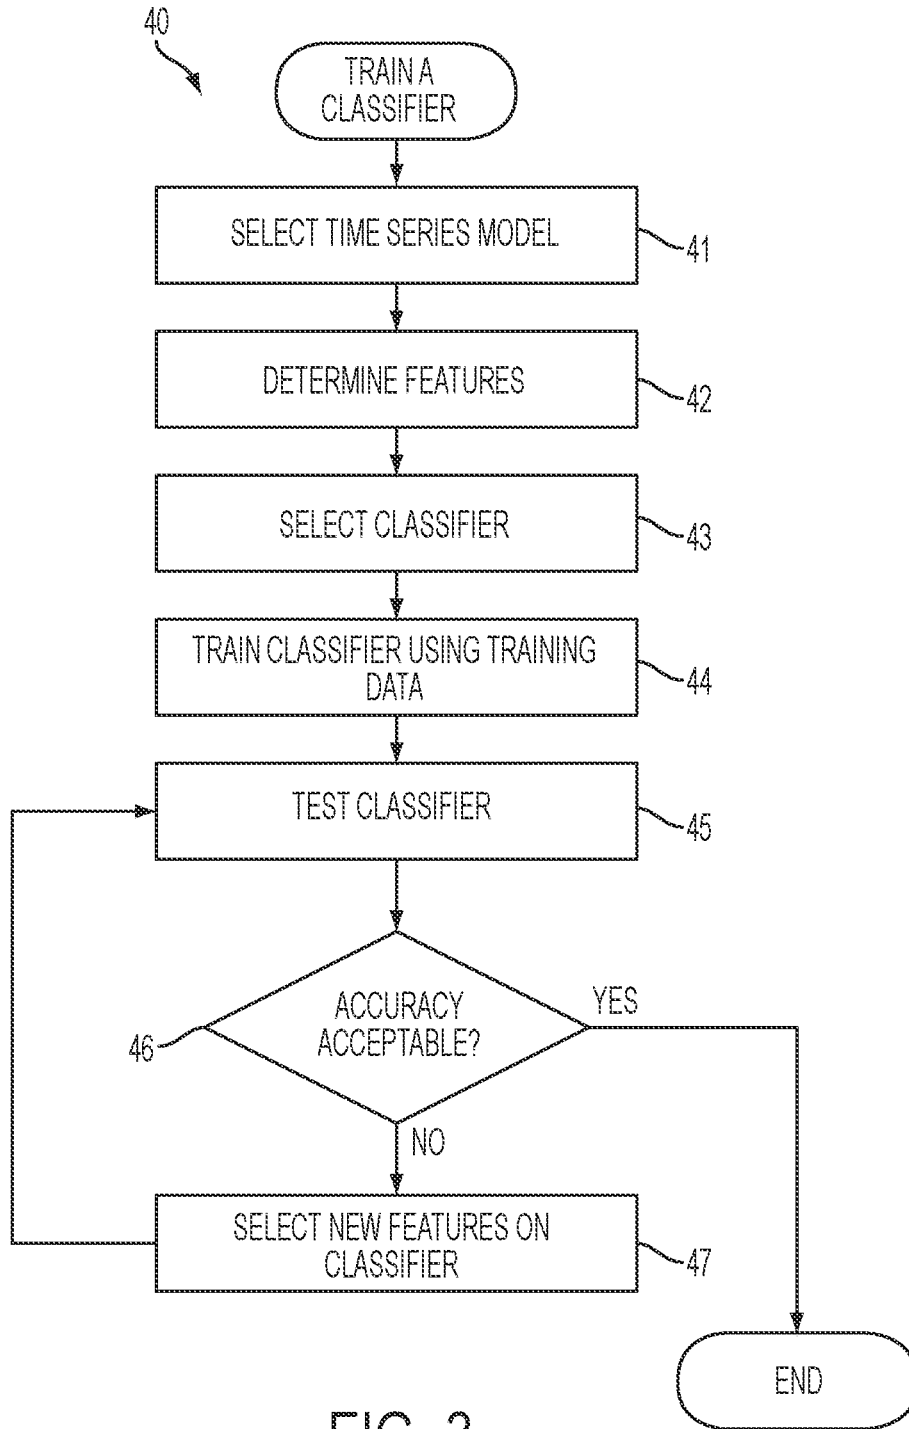 40
TRAIN A
CLASSIFIER
SELECT TIME SERIES MODEL
41
DETERMINE FEATURES
42
SELECT CLASSIFIER
43
TRAIN CLASSIFIER USING TRAINING
DATA
44
TEST CLASSIFIER
45
ACCURACY
ACCEPTABLE?
46
YES
NO
SELECT NEW FEATURES ON
CLASSIFIER
47
END